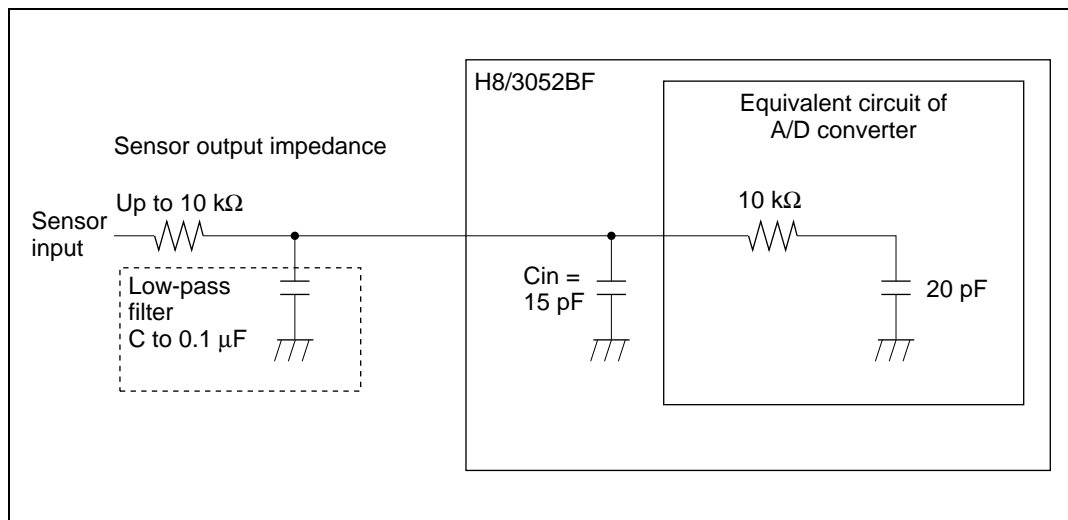 H8/3052BF
Equivalent circuit of
A/D converter
Sensor output impedance
Up to 10 kΩ
10 kΩ
Sensor
input
Low-pass
filter
C to 0.1 μF
Cin =
15 pF
20 pF